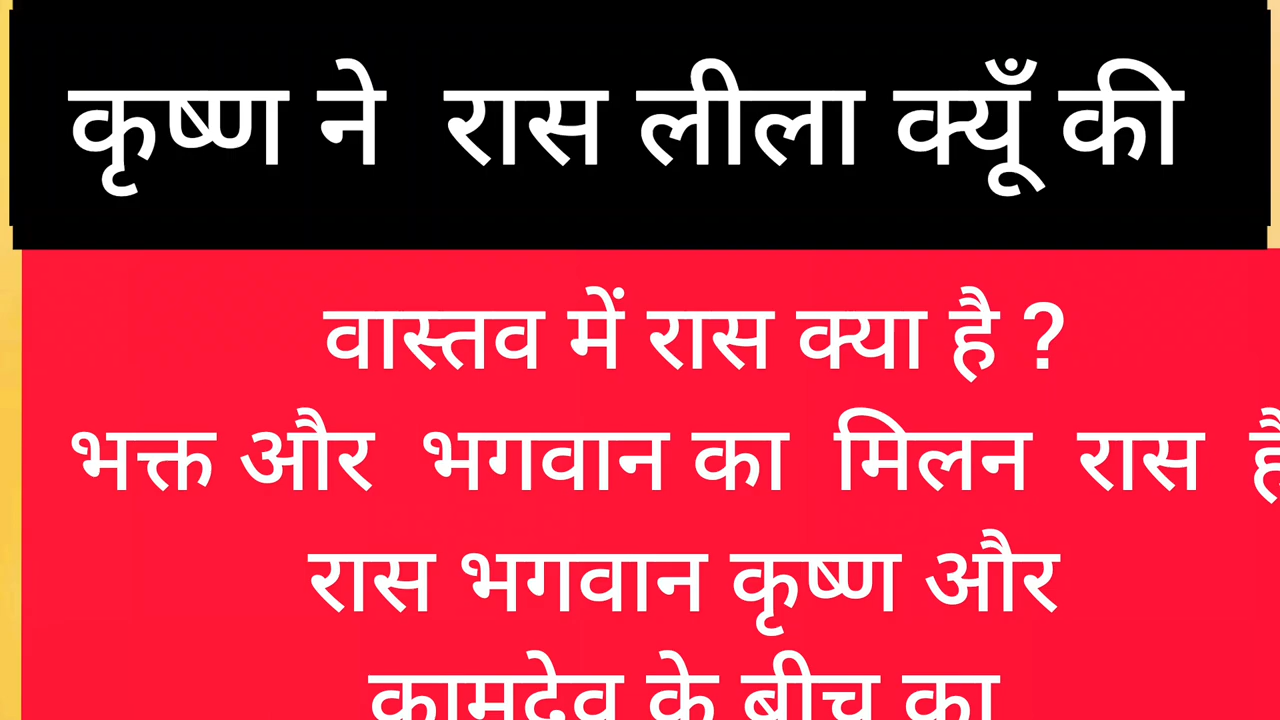 कृष्ण ने रास लीला क्यूँ की
वास्तव में रास क्या है ?
भक्त और भगवान का मिलन रास है
रास भगवान कृष्ण और
कामदेव के बीच का